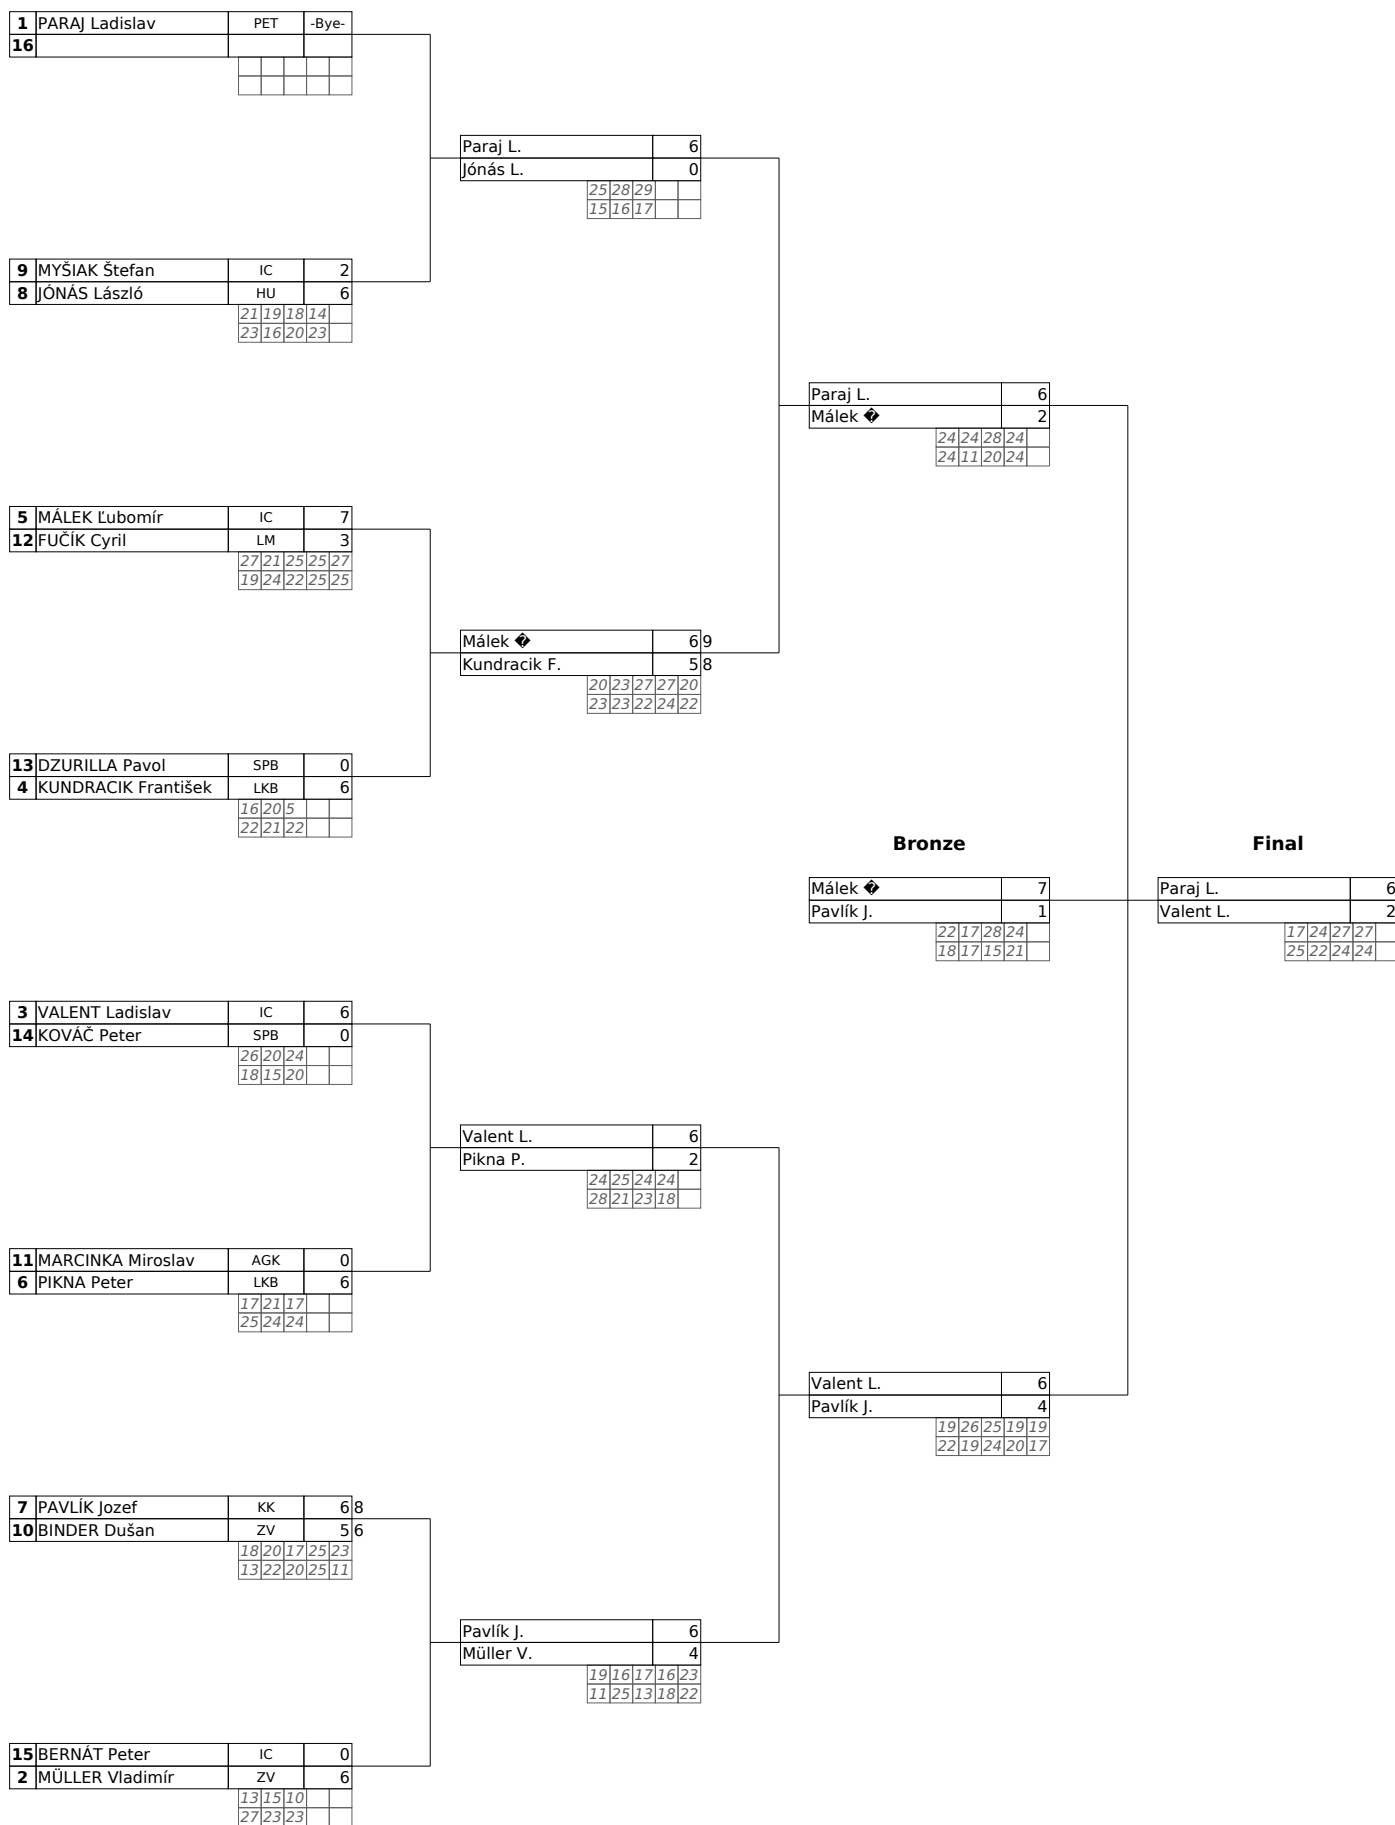 1 PARAJ Ladislav PET -Bye-
16
Paraj L. 6
Jónás L. 0
25 28 29
15 16 17
9 MYŠIAK Štefan IC 2
8 JÓNÁS László HU 6
21 19 18 14
23 16 20 23
Paraj L. 6
Málek � 2
24 24 28 24
24 11 20 24
5 MÁLEK Ľubomír IC 7
12 FUČÍK Cyril LM 3
27 21 25 25 27
19 24 22 25 25
Málek � 6 9
Kundracik F. 5 8
20 23 27 27 20
23 23 22 24 22
13 DZURILLA Pavol SPB 0
4 KUNDRACIK František LKB 6
16 20 5
22 21 22
Bronze Final
Málek � 7 Paraj L. 6
Pavlík J. 1 Valent L. 2
22 17 28 24 17 24 27 27
18 17 15 21 25 22 24 24
3 VALENT Ladislav IC 6
14 KOVÁČ Peter SPB 0
26 20 24
18 15 20
Valent L. 6
Pikna P. 2
24 25 24 24
28 21 23 18
11 MARCINKA Miroslav AGK 0
6 PIKNA Peter LKB 6
17 21 17
25 24 24
Valent L. 6
Pavlík J. 4
19 26 25 19 19
22 19 24 20 17
7 PAVLÍK Jozef KK 6 8
10 BINDER Dušan ZV 5 6
18 20 17 25 23
13 22 20 25 11
Pavlík J. 6
Müller V. 4
19 16 17 16 23
11 25 13 18 22
15 BERNÁT Peter IC 0
2 MÜLLER Vladimír ZV 6
13 15 10
27 23 23